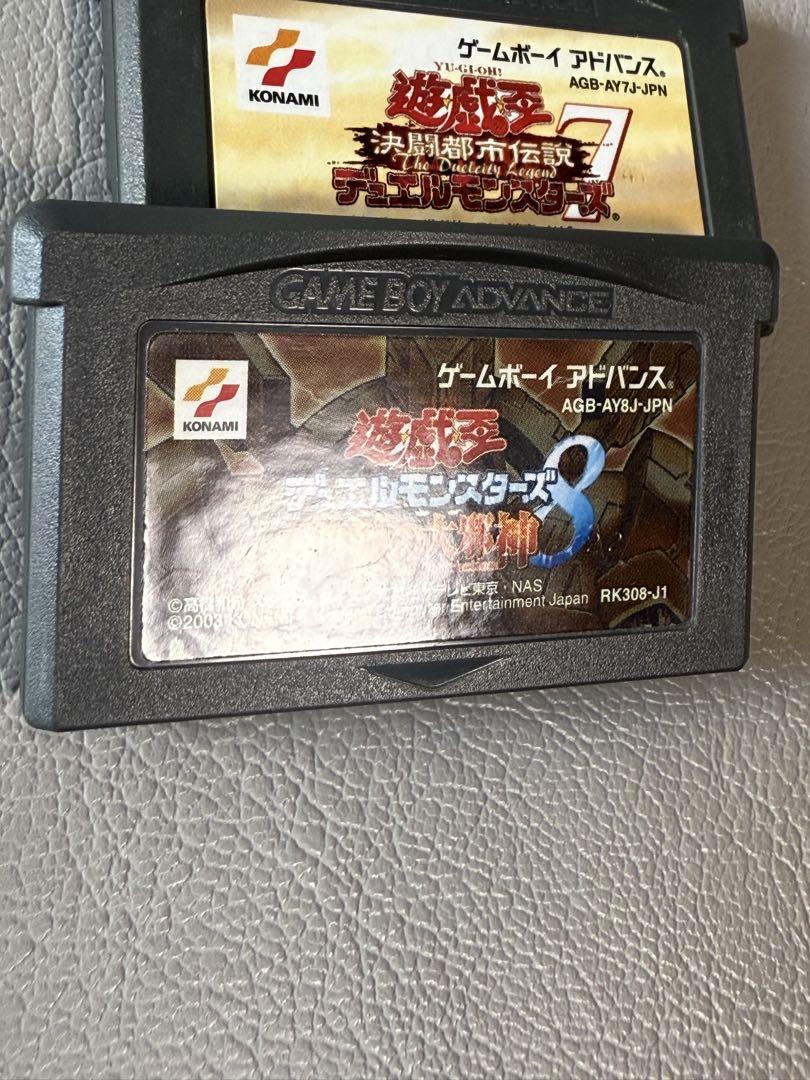 KONAMI
ゲームボーイ アドバンス®
AGB-AY7J-JPN
YU-GI-OH!
遊戯王
決闘都市伝説
The Duelcity Legend
デュエルモンスターズ® 7
GAME BOY ADVANCE
KONAMI
ゲームボーイ アドバンス®
AGB-AY8J-JPN
遊戯王
デュエルモンスターズ 8
大邪神
テレビ東京・NAS
©高橋
©2003 KONAMI Computer Entertainment Japan
RK308-J1